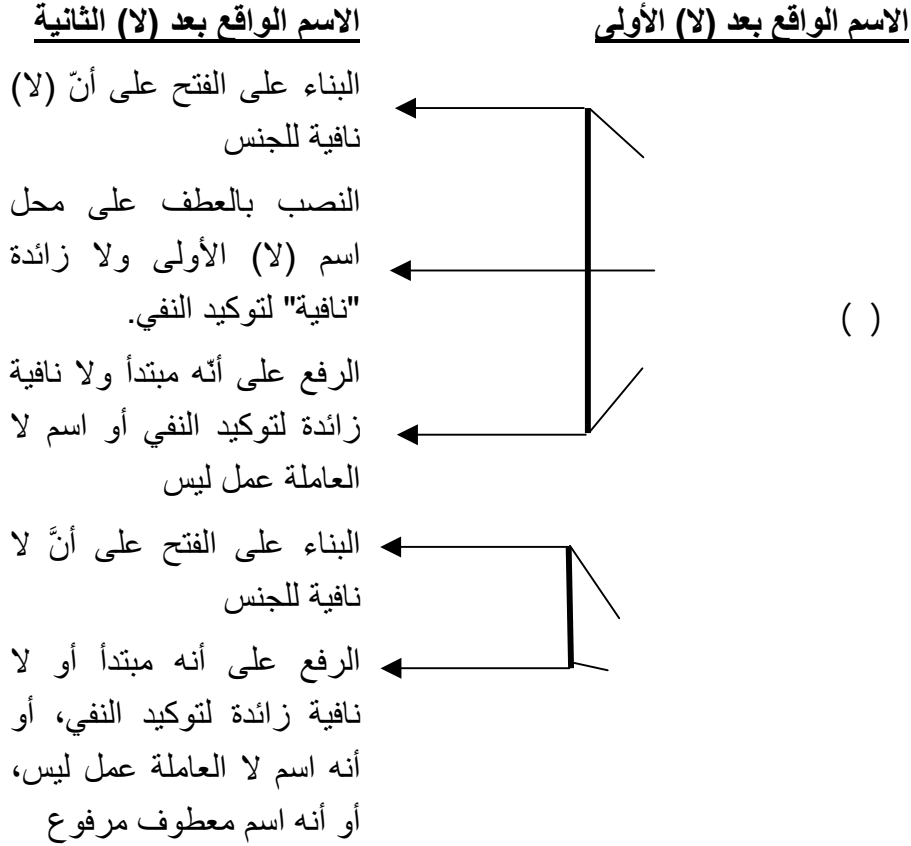 الاسم الواقع بعد (لا) الأولى
الاسم الواقع بعد (لا) الثانية
البناء على الفتح على أنّ (لا)
نافية للجنس
النصب بالعطف على محل
اسم (لا) الأولى ولا زائدة
"نافية" لتوكيد النفي.
( )
الرفع على أنّه مبتدأ ولا نافية
زائدة لتوكيد النفي أو اسم لا
العاملة عمل ليس
البناء على الفتح على أنَّ لا
نافية للجنس
الرفع على أنه مبتدأ أو لا
نافية زائدة لتوكيد النفي، أو
أنه اسم لا العاملة عمل ليس،
أو أنه اسم معطوف مرفوع